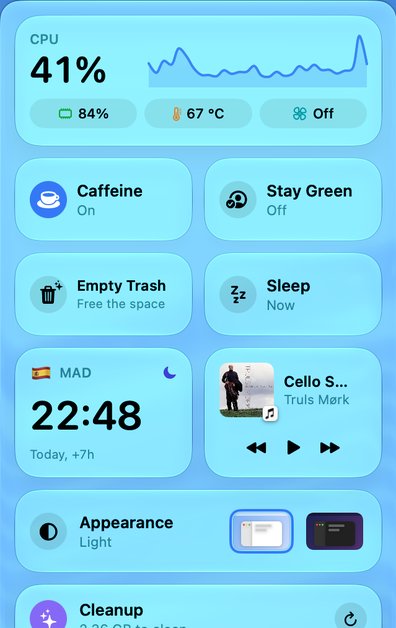 CPU
41%
84%
67 °C
Off
Caffeine
On
Stay Green
Off
Empty Trash
Free the space
Sleep
Now
MAD
22:48
Today, +7h
Cello S...
Truls Mørk
Appearance
Light
Cleanup